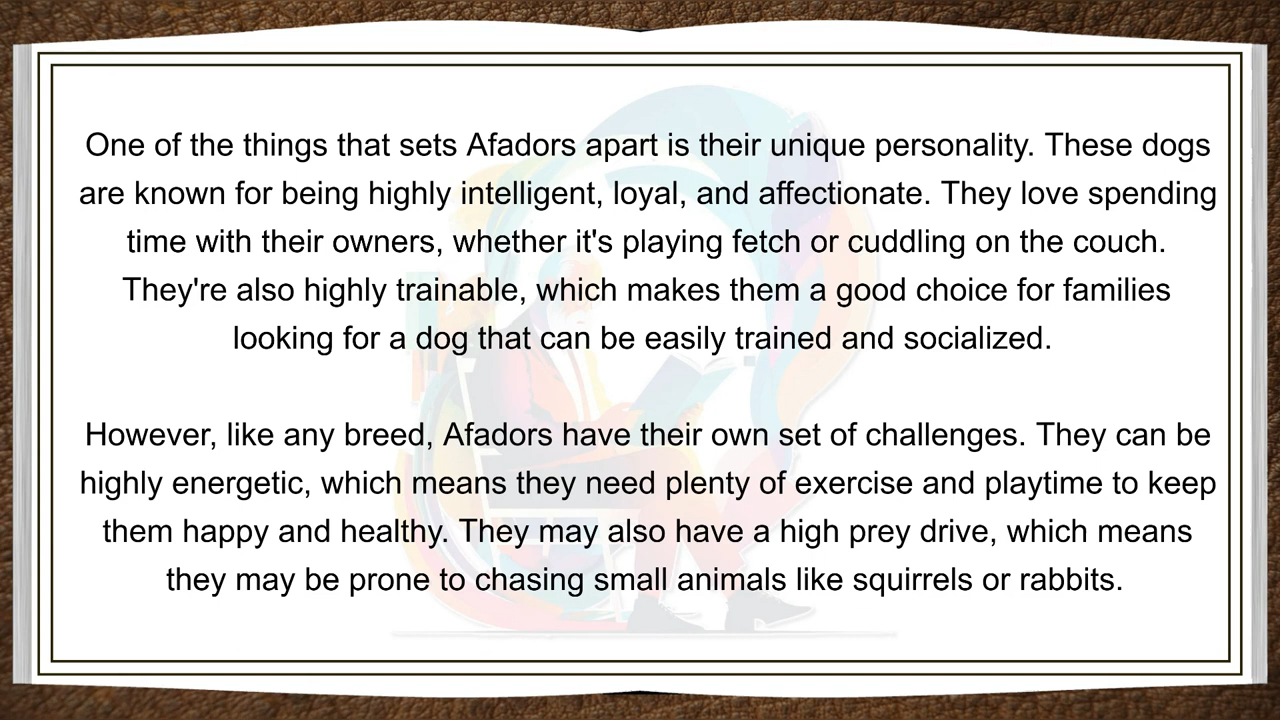 One of the things that sets Afadors apart is their unique personality. These dogs
are known for being highly intelligent, loyal, and affectionate. They love spending
time with their owners, whether it's playing fetch or cuddling on the couch.
They're also highly trainable, which makes them a good choice for families
looking for a dog that can be easily trained and socialized.
However, like any breed, Afadors have their own set of challenges. They can be
highly energetic, which means they need plenty of exercise and playtime to keep
them happy and healthy. They may also have a high prey drive, which means
they may be prone to chasing small animals like squirrels or rabbits.